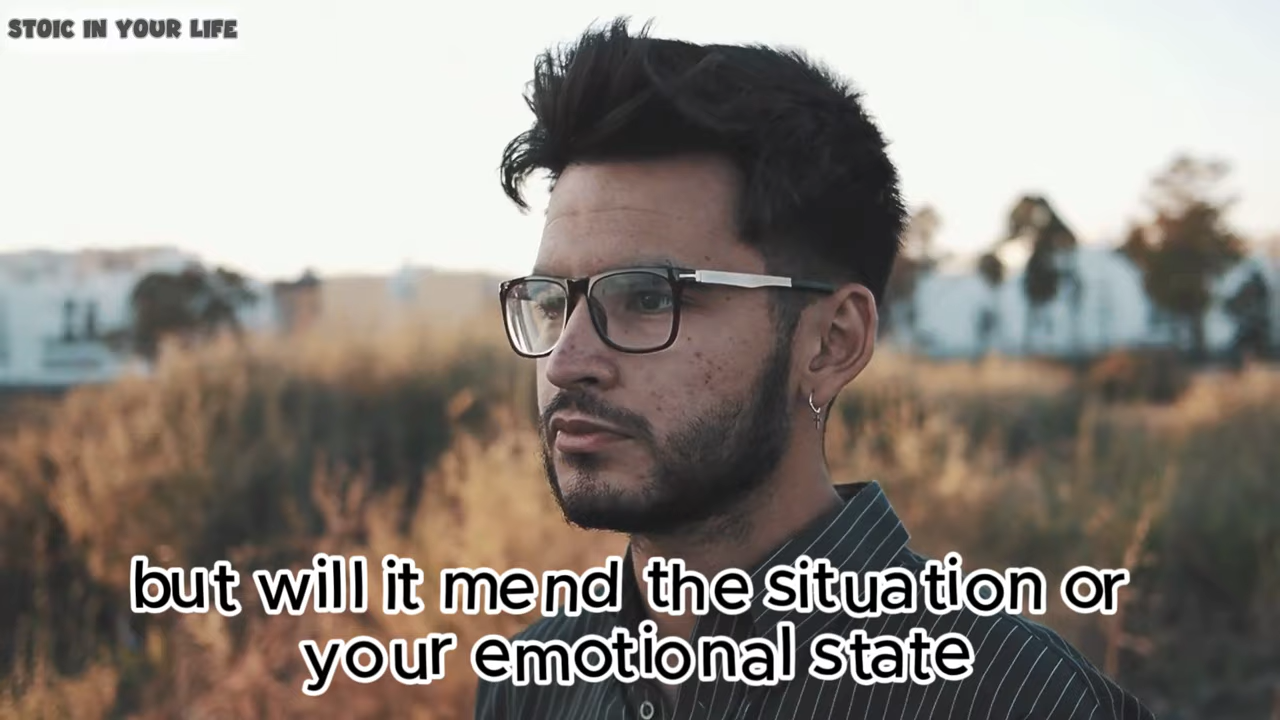 STOIC IN YOUR LIFE
but will it mend the situation or
your emotional state